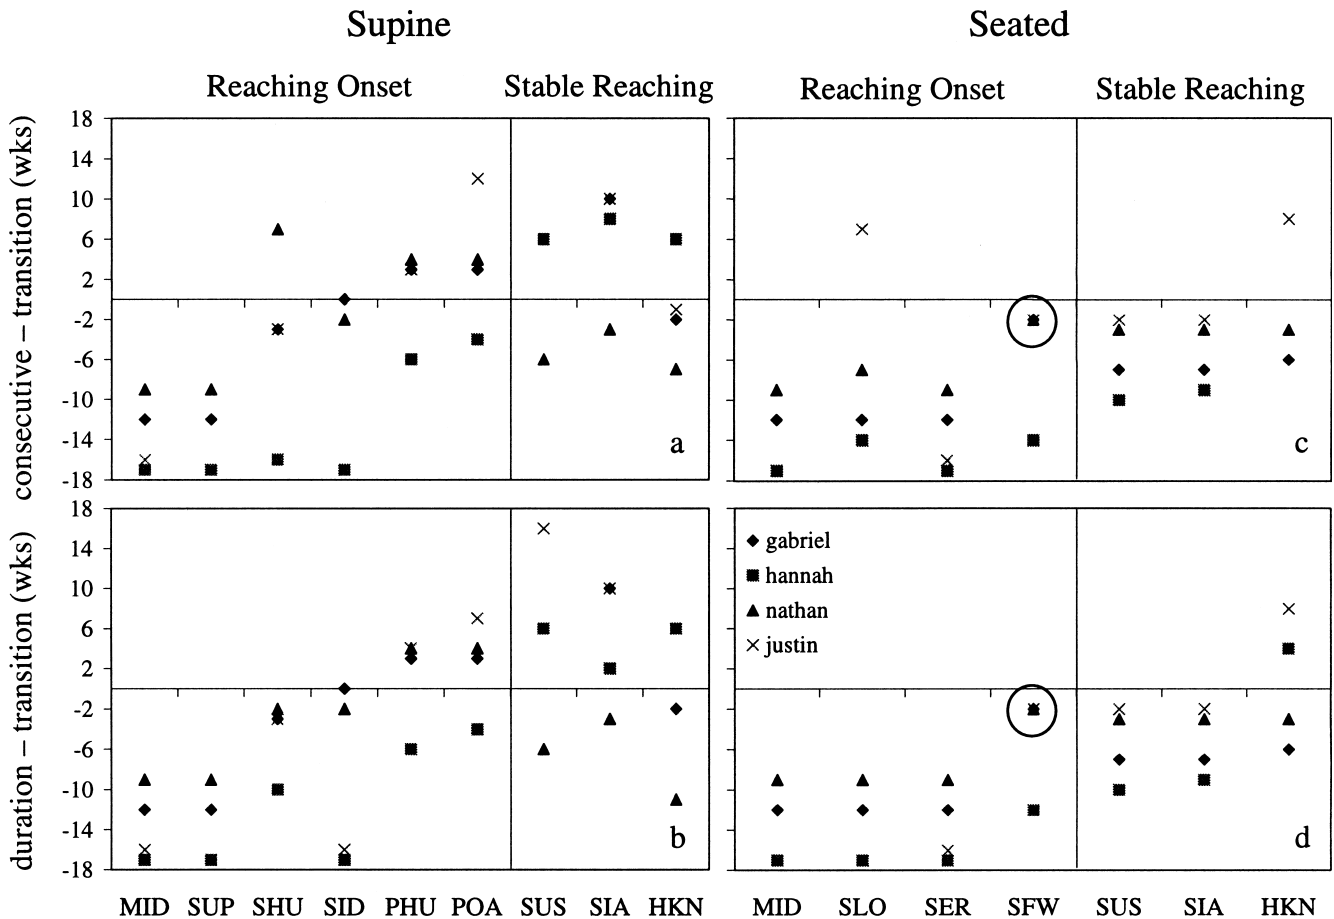 Supine Seated
Reaching Onset Stable Reaching Reaching Onset Stable Reaching
consecutive – transition (wks)
18
14
10
6
2
-2
-6
-10
-14
-18
a
c
duration – transition (wks)
18
14
10
6
2
-2
-6
-10
-14
-18
b
gabriel
hannah
nathan
justin
d
MID SUP SHU SID PHU POA SUS SIA HKN MID SLO SER SFW SUS SIA HKN